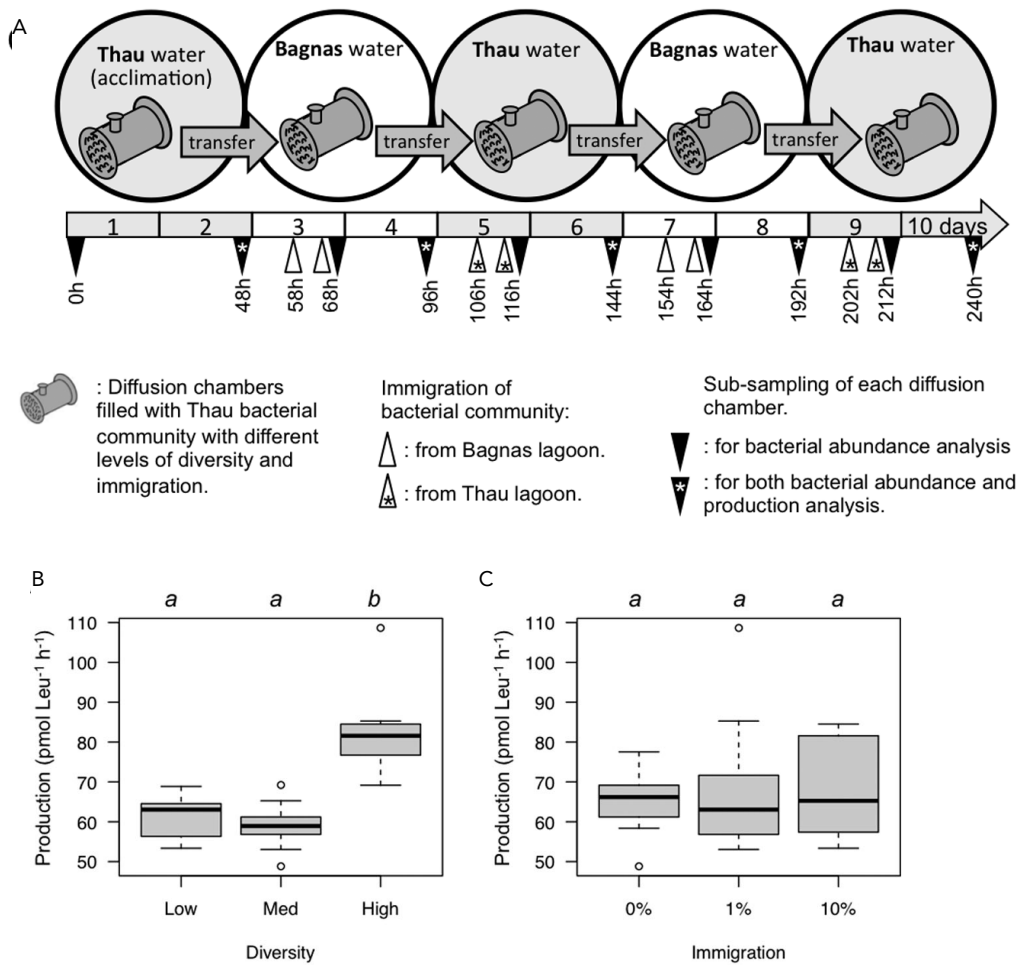 A
Thau water
(acclimation)
Bagnas water
Thau water
Bagnas water
Thau water
transfer
transfer
transfer
transfer
1
2
3
4
5
6
7
8
9
10 days
*
*
*
*
*
*
*
*
*
0h
48h
58h
68h
96h
106h
116h
144h
154h
164h
192h
202h
212h
240h
: Diffusion chambers
filled with Thau bacterial
community with different
levels of diversity and
immigration.
Immigration of
bacterial community:
: from Bagnas lagoon.
* : from Thau lagoon.
Sub-sampling of each diffusion
chamber.
: for bacterial abundance analysis
* : for both bacterial abundance and
production analysis.
B
a a b
Production (pmol Leu⁻¹ h⁻¹)
110
100
90
80
70
60
50
Low Med High
Diversity
C
a a a
Production (pmol Leu⁻¹ h⁻¹)
110
100
90
80
70
60
50
0% 1% 10%
Immigration